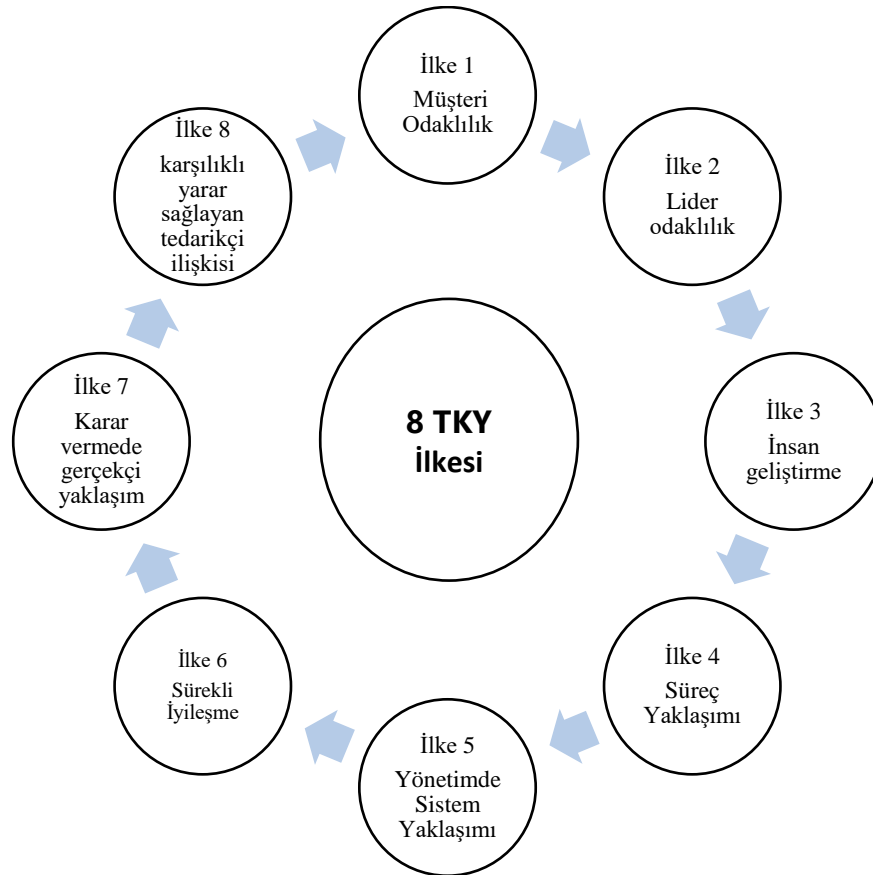 İlke 1
Müşteri
Odaklılık
İlke 2
Lider
odaklılık
İlke 3
İnsan
geliştirme
İlke 4
Süreç
Yaklaşımı
İlke 5
Yönetimde
Sistem
Yaklaşımı
İlke 6
Sürekli
İyileşme
İlke 7
Karar
vermede
gerçekçi
yaklaşım
İlke 8
karşılıklı
yarar
sağlayan
tedarikçi
ilişkisi
8 TKY
İlkesi